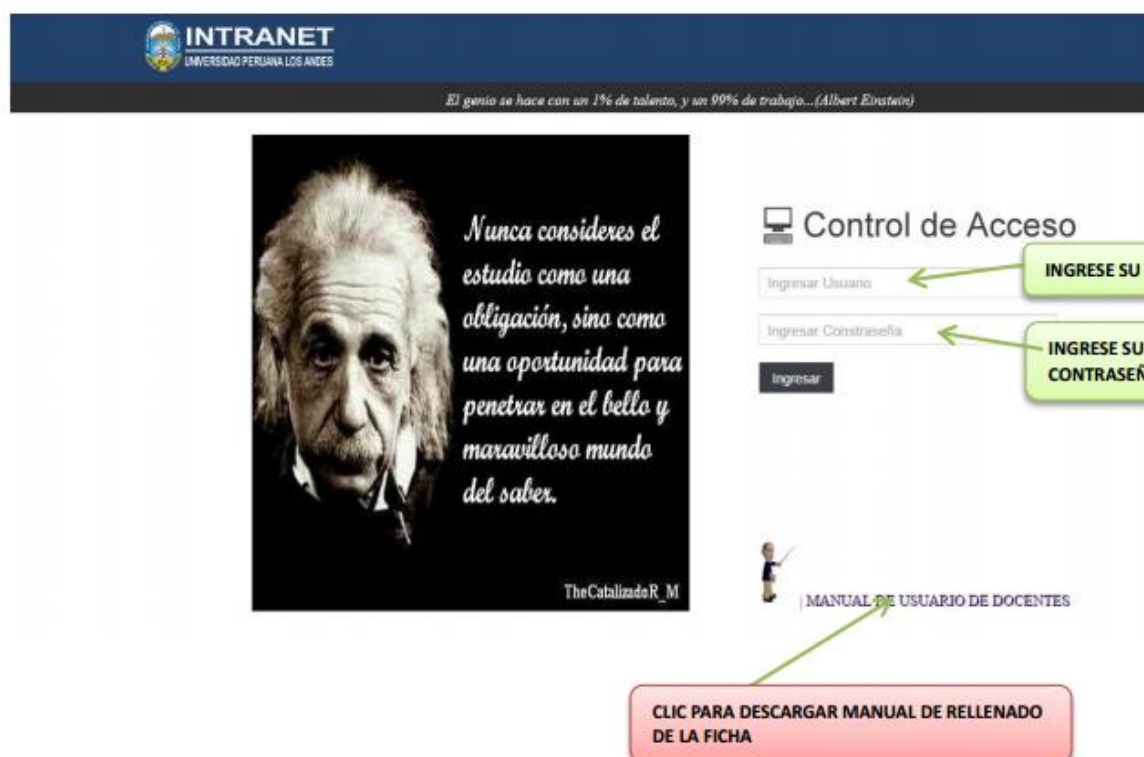 INTRANET
UNIVERSIDAD PERUANA LOS ANDES
El genio se hace con un 1% de talento, y un 99% de trabajo...(Albert Einstein)
Nunca consideres el
estudio como una
obligación, sino como
una oportunidad para
penetrar en el bello y
maravilloso mundo
del saber.
TheCatalizadoR_M
Control de Acceso
Ingresar Usuario
INGRESE SU
Ingresar Constraseña
INGRESE SU
CONTRASEÑ
Ingresar
| MANUAL DE USUARIO DE DOCENTES
CLIC PARA DESCARGAR MANUAL DE RELLENADO
DE LA FICHA